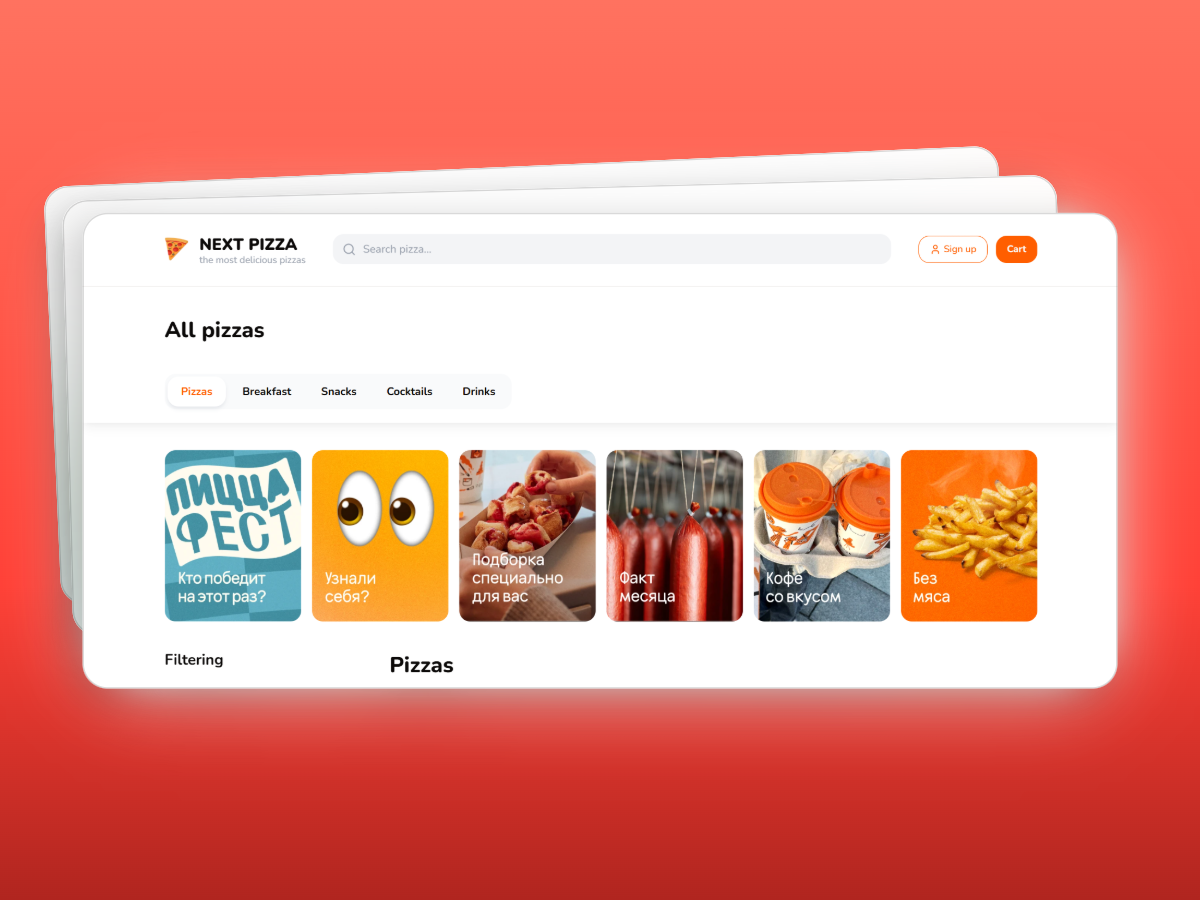 NEXT PIZZA
the most delicious pizzas
Search pizza...
Sign up
Cart
All pizzas
Pizzas
Breakfast
Snacks
Cocktails
Drinks
ПИЦЦА
ФЕСТ
Кто победит
на этот раз?
Узнали
себя?
Подборка
специально
для вас
Факт
месяца
Кофе
со вкусом
Без
мяса
Filtering
Pizzas